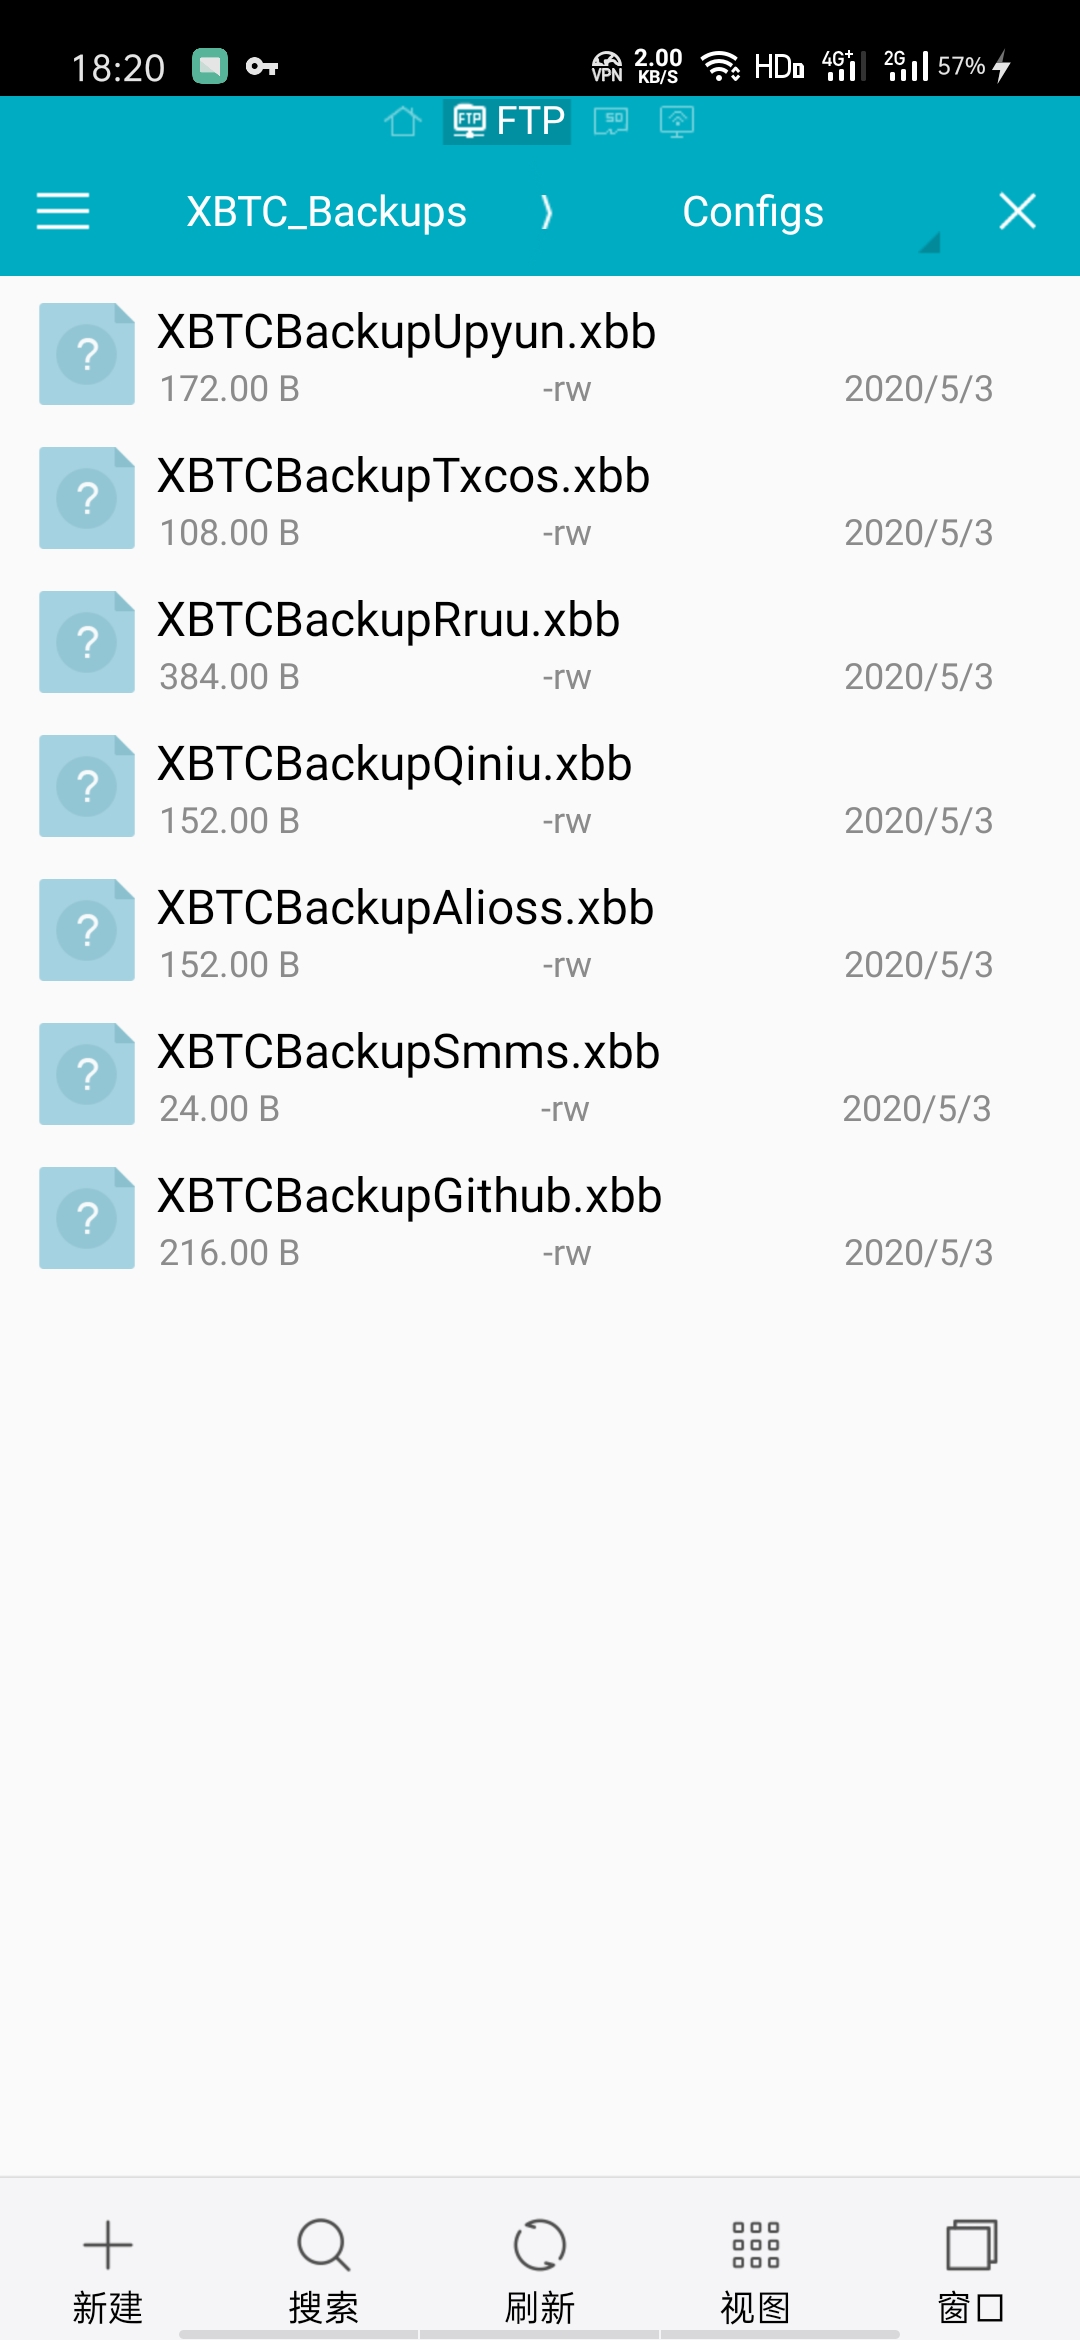 18:20 VPN 2.00 KB/S HD 4G+ 2G 57%
FTP SD
XBTC_Backups ⟩ Configs
XBTCBackupUpyun.xbb
172.00 B -rw 2020/5/3
XBTCBackupTxcos.xbb
108.00 B -rw 2020/5/3
XBTCBackupRruu.xbb
384.00 B -rw 2020/5/3
XBTCBackupQiniu.xbb
152.00 B -rw 2020/5/3
XBTCBackupAlioss.xbb
152.00 B -rw 2020/5/3
XBTCBackupSmms.xbb
24.00 B -rw 2020/5/3
XBTCBackupGithub.xbb
216.00 B -rw 2020/5/3
新建 搜索 刷新 视图 窗口